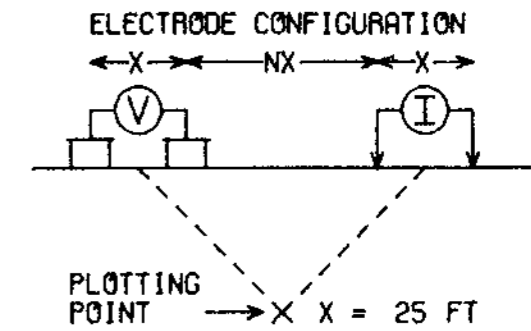 ELECTRODE CONFIGURATION
X NX X
V I
PLOTTING
POINT X X = 25 FT